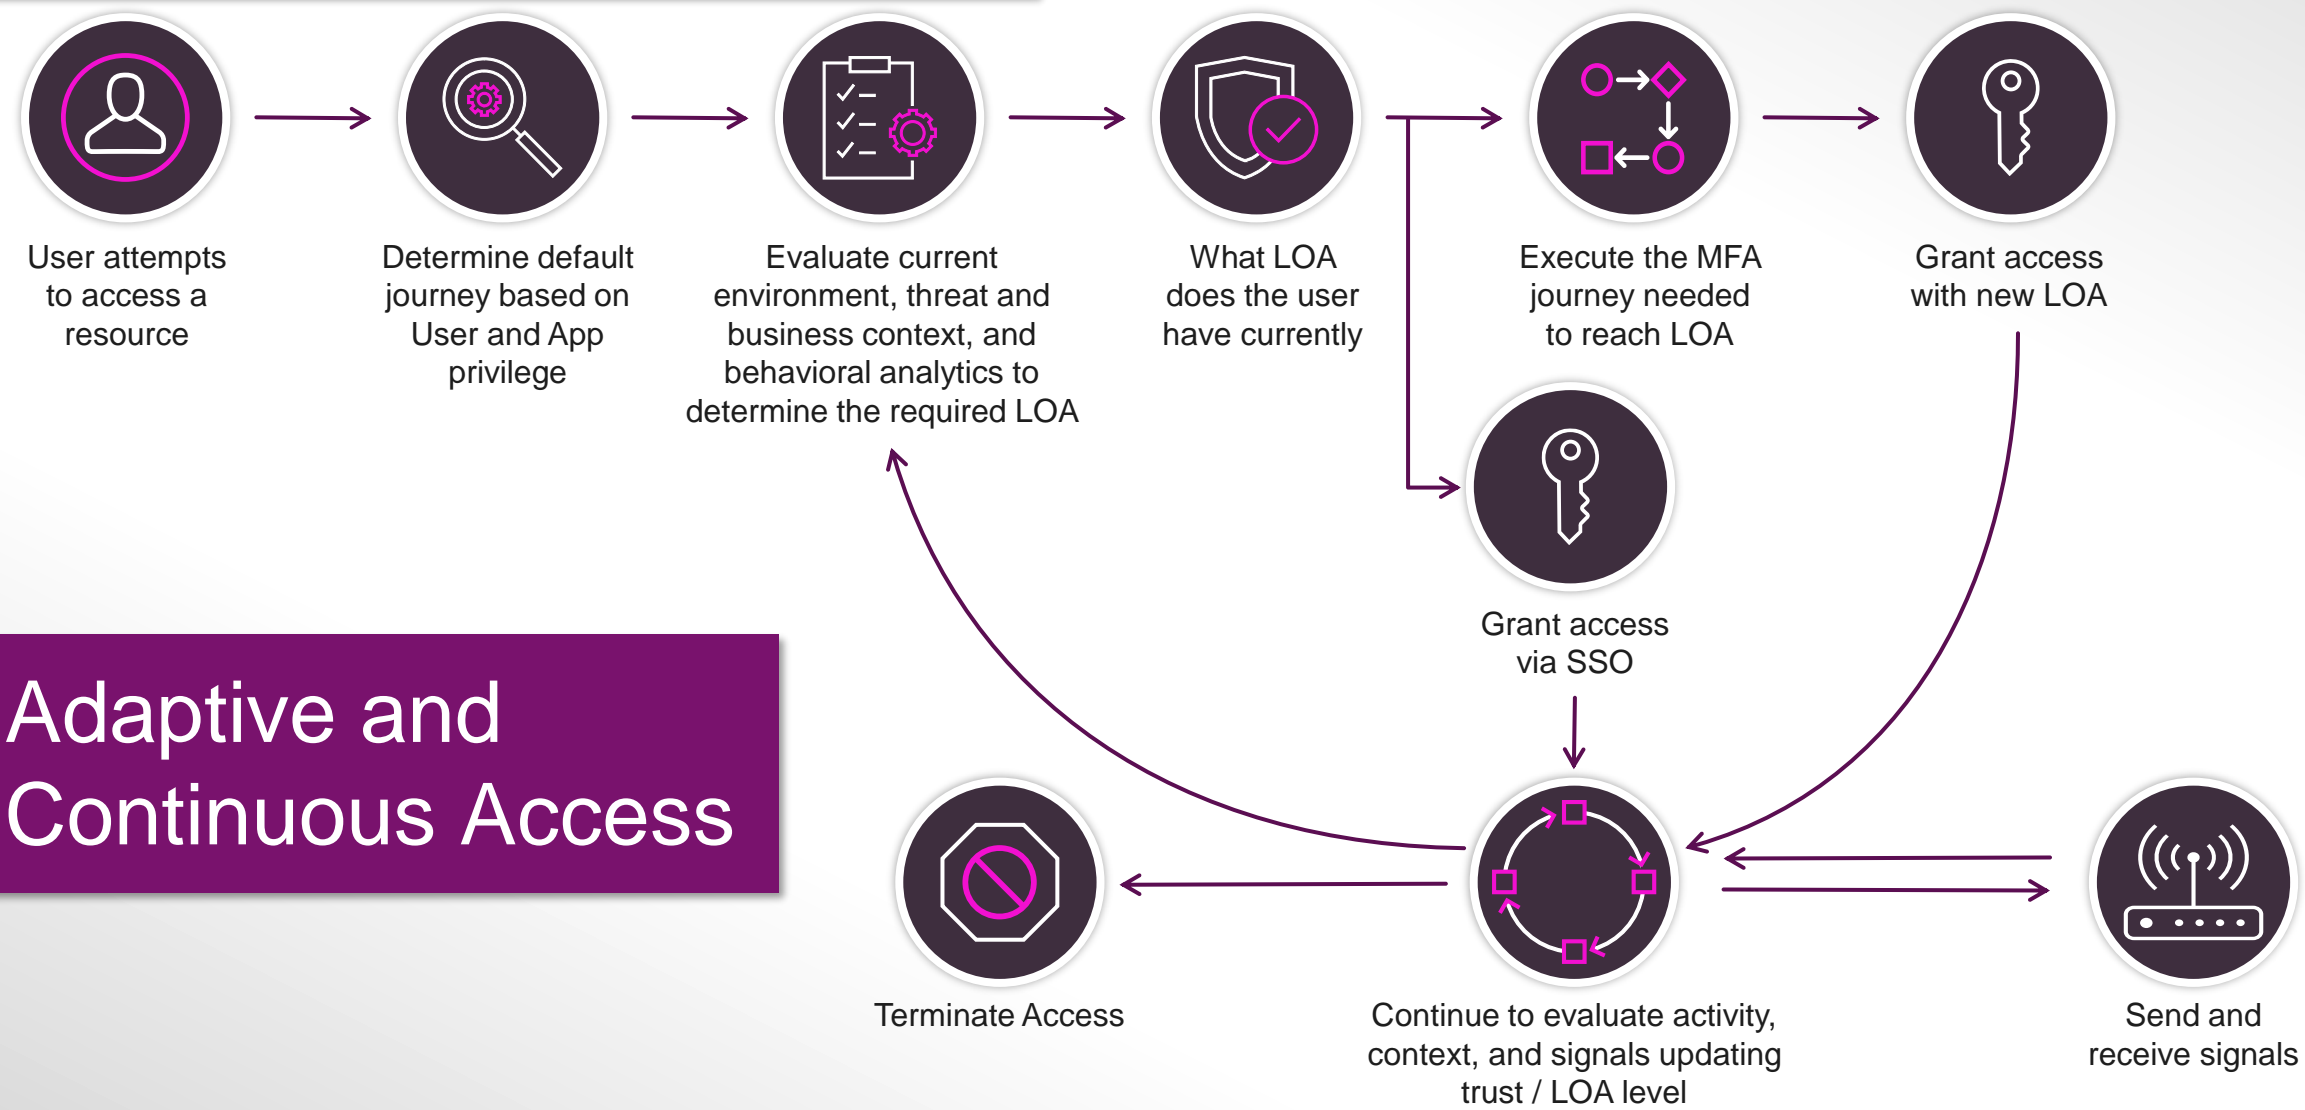 User attempts
to access a
resource
Determine default
journey based on
User and App
privilege
Evaluate current
environment, threat and
business context, and
behavioral analytics to
determine the required LOA
What LOA
does the user
have currently
Execute the MFA
journey needed
to reach LOA
Grant access
with new LOA
Grant access
via SSO
Adaptive and
Continuous Access
Terminate Access
Continue to evaluate activity,
context, and signals updating
trust / LOA level
Send and
receive signals